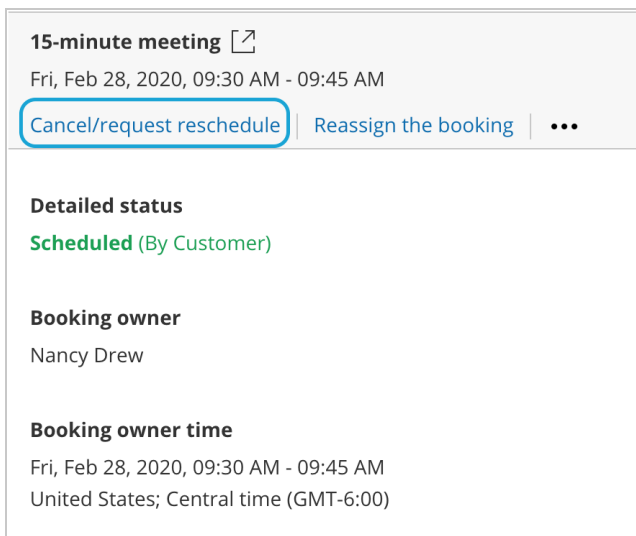 15-minute meeting
Fri, Feb 28, 2020, 09:30 AM - 09:45 AM
Cancel/request reschedule | Reassign the booking | •••
Detailed status
Scheduled (By Customer)
Booking owner
Nancy Drew
Booking owner time
Fri, Feb 28, 2020, 09:30 AM - 09:45 AM
United States; Central time (GMT-6:00)